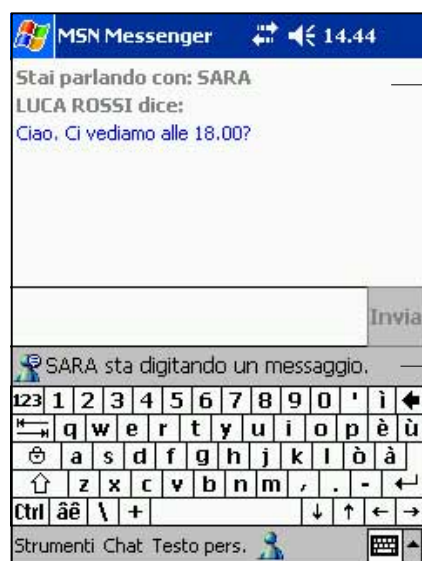 MSN Messenger 14.44
Stai parlando con: SARA
LUCA ROSSI dice:
Ciao. Ci vediamo alle 18.00?
Invia
SARA sta digitando un messaggio.
123 1 2 3 4 5 6 7 8 9 0 ' ì
q w e r t y u i o p è ù
a s d f g h j k l ò à
z x c v b n m , . -
Ctrl âê \ +
Strumenti Chat Testo pers.